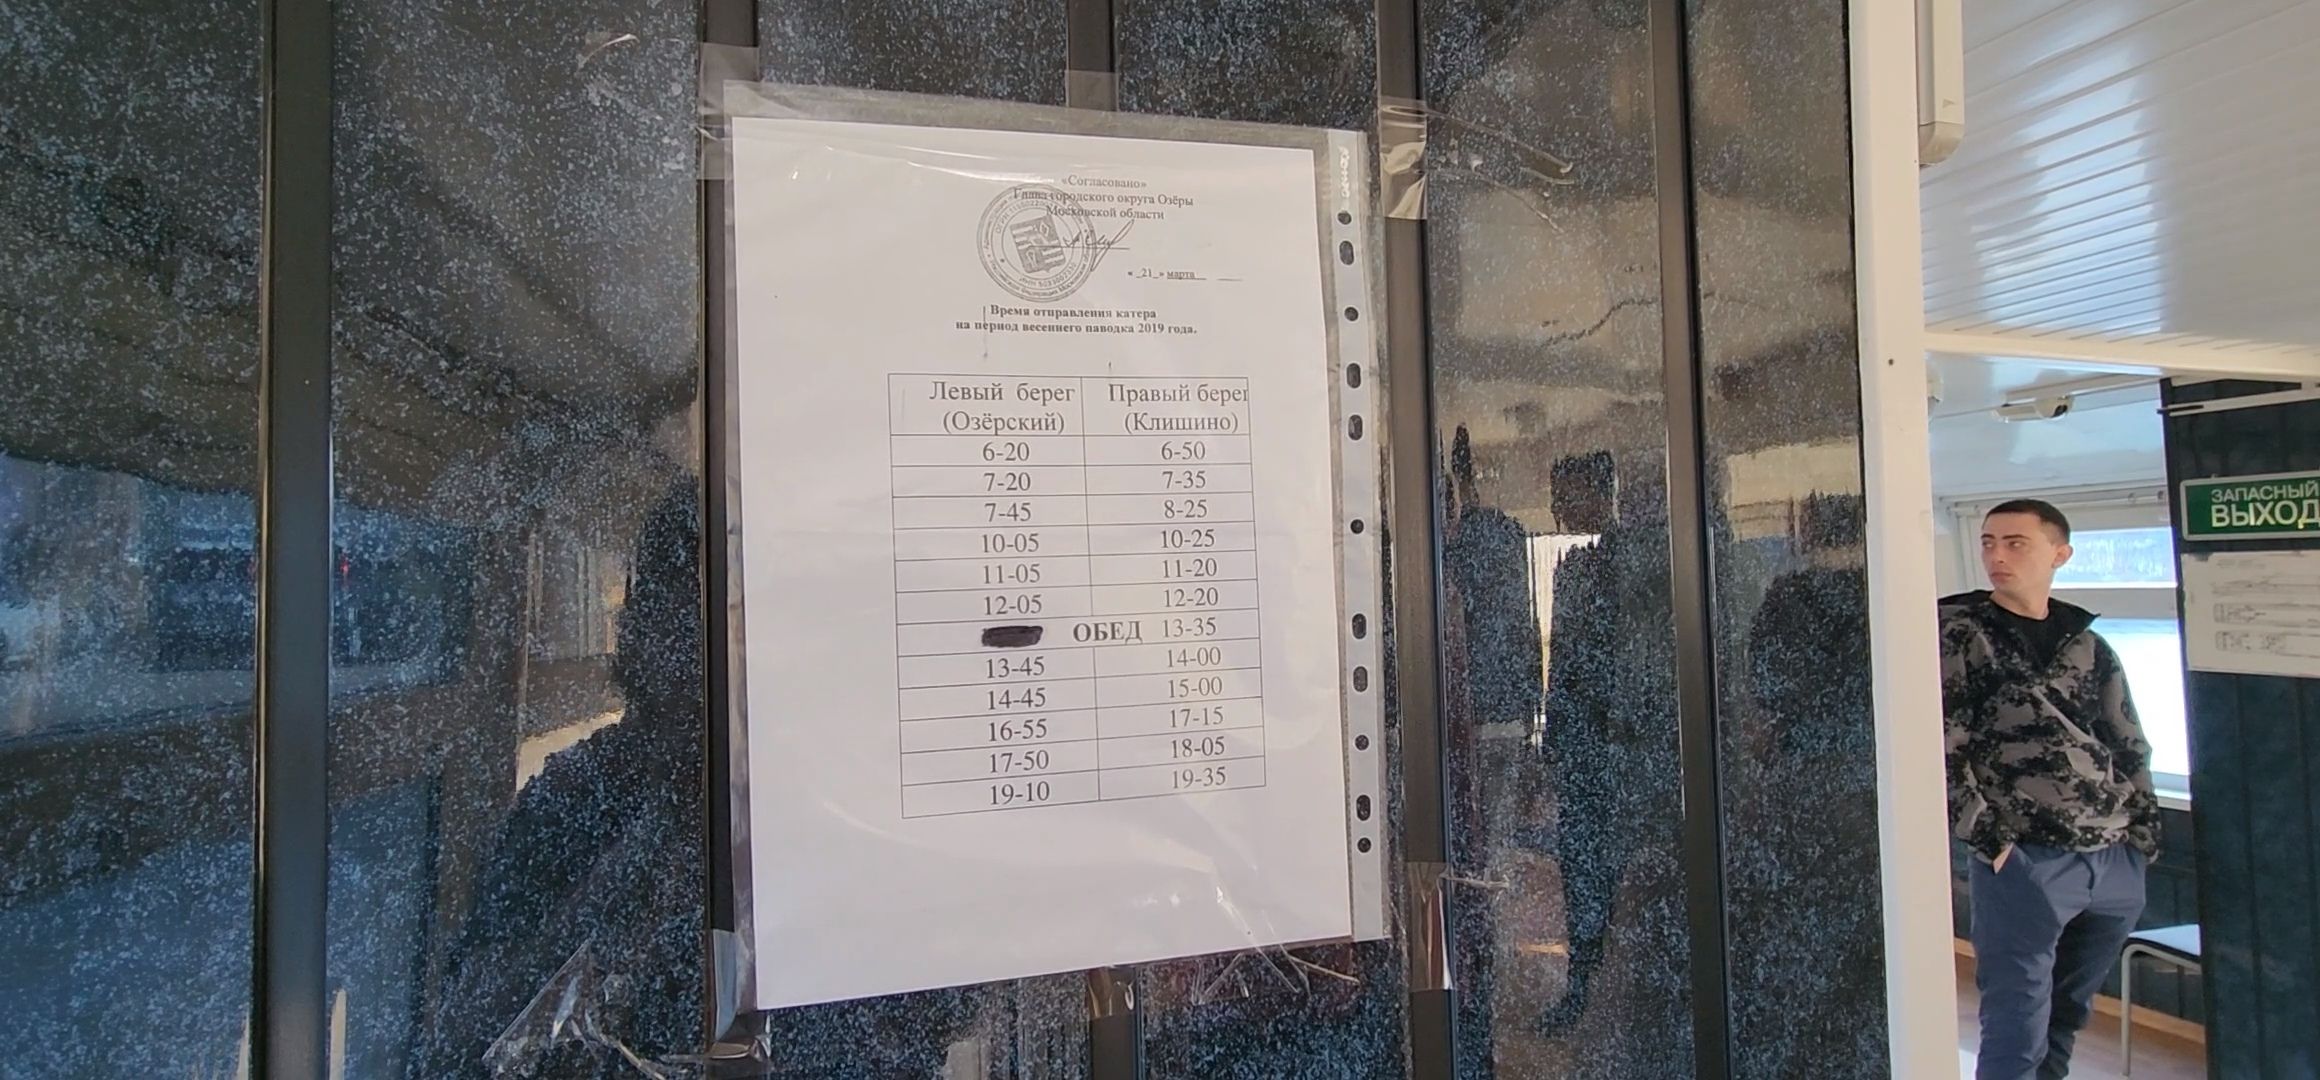 «Согласовано»
Глава городского округа Озёры
Московской области
«_21_» марта
Время отправления катера
на период весеннего паводка 2019 года.
Левый берег Правый берег
(Озёрский) (Клишино)
6-20 6-50
7-20 7-35
7-45 8-25
10-05 10-25
11-05 11-20
12-05 12-20
ОБЕД 13-35
13-45 14-00
14-45 15-00
16-55 17-15
17-50 18-05
19-10 19-35
ЗАПАСНЫЙ
ВЫХОД